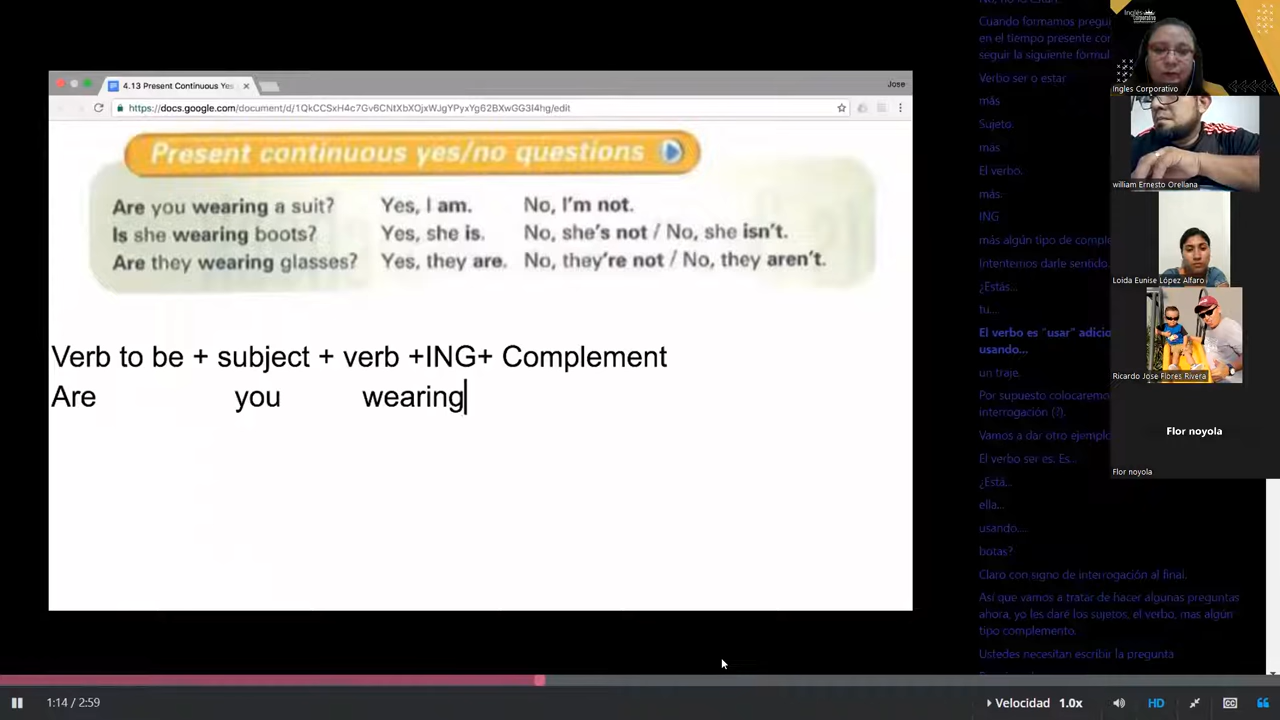 4.13 Present Continuous Yes
Jose
https://docs.google.com/document/d/1QkCCSxH4c7Gv6CNtXbXOjxWJgYPyxYg62BXwGG3I4hg/edit
Present continuous yes/no questions
Are you wearing a suit? Yes, I am. No, I'm not.
Is she wearing boots? Yes, she is. No, she's not / No, she isn't.
Are they wearing glasses? Yes, they are. No, they're not / No, they aren't.
Verb to be + subject + verb +ING+ Complement
Are you wearing
Cuando formamos
en el tiempo presente
seguir la siguiente
Verbo ser o estar
más
Sujeto.
mas
El verbo.
más.
ING
más algún tipo de
Intentemos darle sentido.
¿Estás...
tu....
El verbo es "usar"
usando...
un traje.
Por supuesto colocaremos
interrogación (?).
Vamos a dar otro ejemplo
El verbo ser es: Es...
¿Está...
ella...
usando....
botas?
Claro con signo de interrogación al final.
Así que vamos a tratar de hacer algunas preguntas
ahora, yo les daré los sujetos, el verbo, mas algún
tipo complemento.
Ustedes necesitan escribir la pregunta
Inglés
Corporativo
Ingles Corporativo
william Ernesto Orellana
Loida Eunise López Alfaro
Ricardo Jose Flores Rivera
Flor noyola
Flor noyola
1:14 / 2:59
Velocidad 1.0x
HD
CC